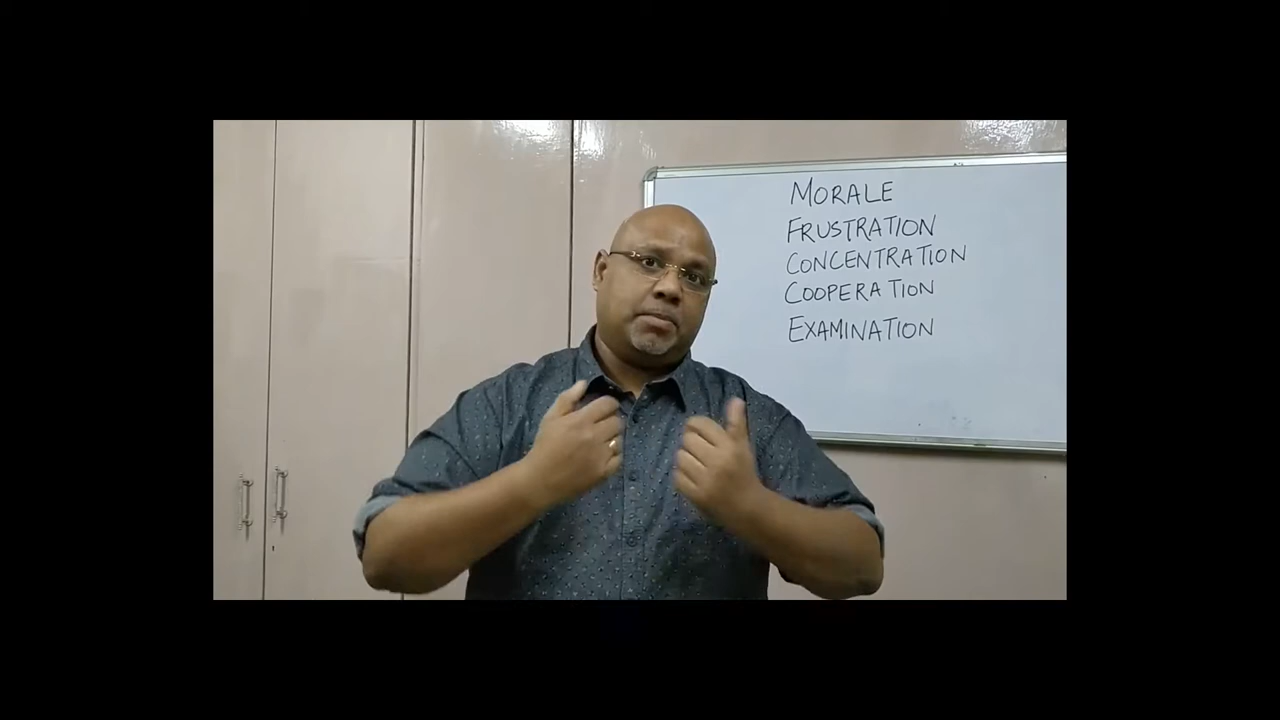 MORALE
FRUSTRATION
CONCENTRATION
COOPERATION
EXAMINATION